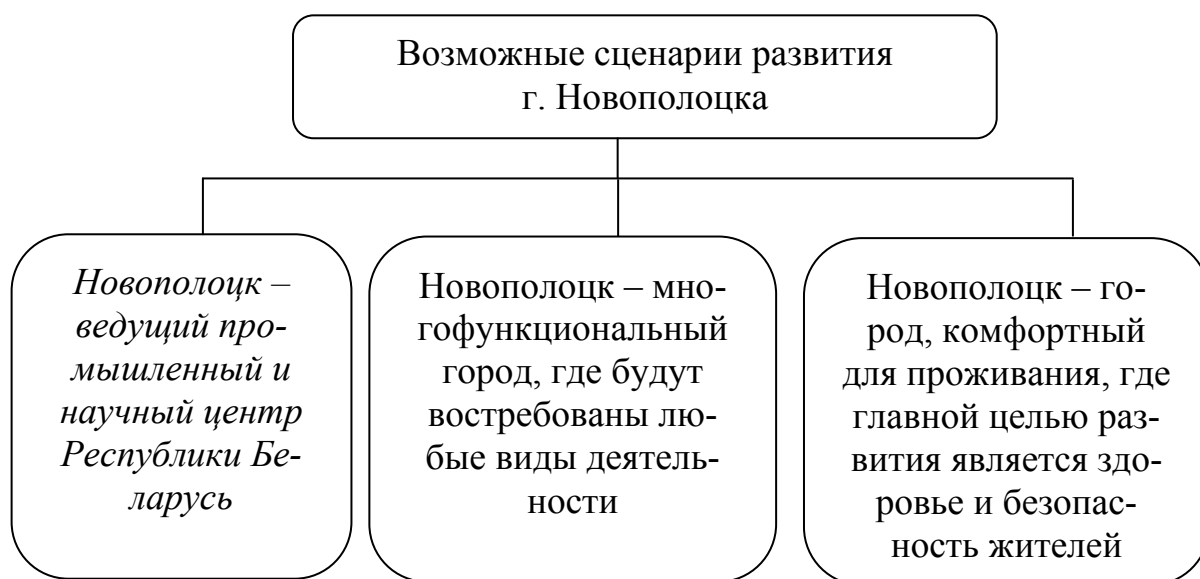 Возможные сценарии развития
г. Новополоцка
Новополоцк –
ведущий про-
мышленный и
научный центр
Республики Бе-
ларусь
Новополоцк – мно-
гофункциональный
город, где будут
востребованы лю-
бые виды деятель-
ности
Новополоцк – го-
род, комфортный
для проживания, где
главной целью раз-
вития является здо-
ровье и безопас-
ность жителей